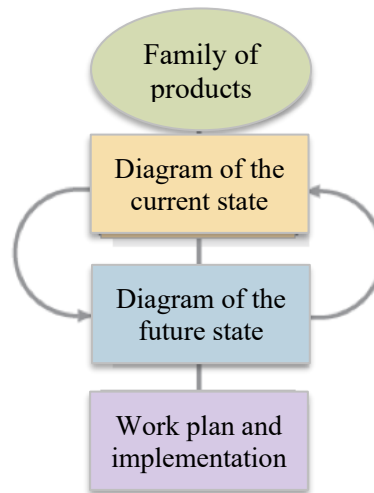 Family of
products
Diagram of the
current state
Diagram of the
future state
Work plan and
implementation